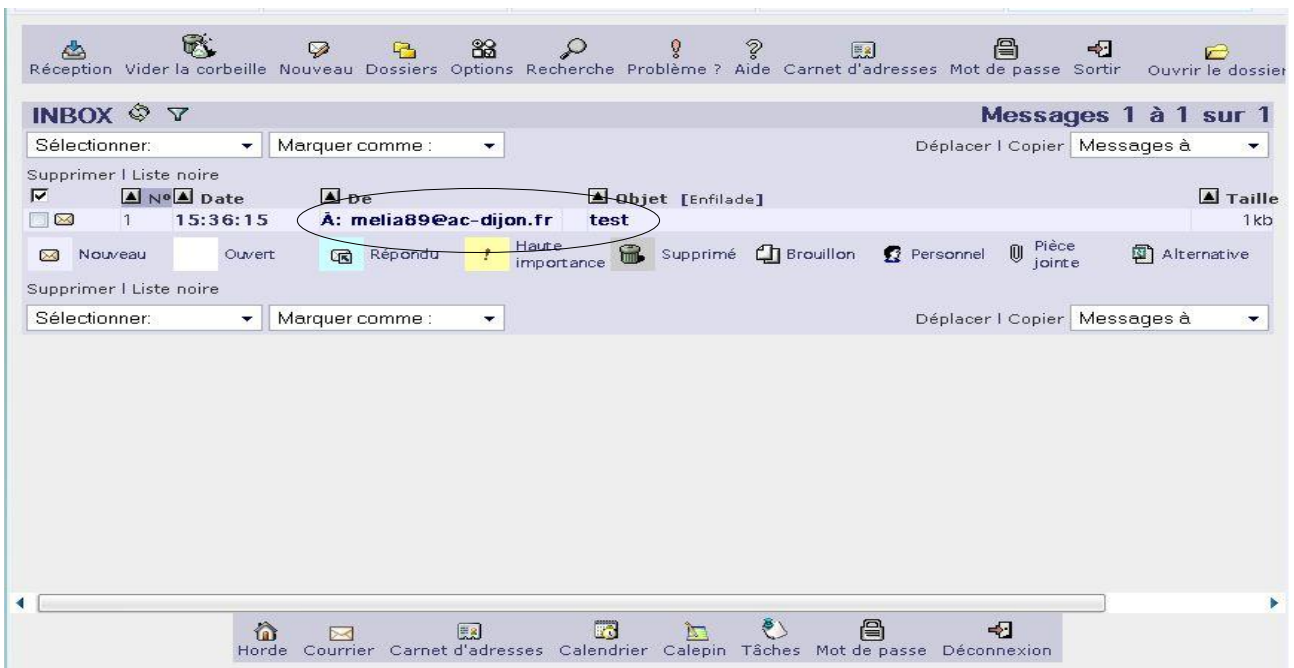 Réception Vider la corbeille Nouveau Dossiers Options Recherche Problème ? Aide Carnet d'adresses Mot de passe Sortir Ouvrir le dossier
INBOX Messages 1 à 1 sur 1
Sélectionner: Marquer comme : Déplacer | Copier Messages à
Supprimer | Liste noire
Nº Date De Objet [Enfilade] Taille
1 15:36:15 À: melia89@ac-dijon.fr test 1 kb
Nouveau Ouvert Répondu ! Haute importance Supprimé Brouillon Personnel Pièce jointe Alternative
Supprimer | Liste noire
Sélectionner: Marquer comme : Déplacer | Copier Messages à
Horde Courrier Carnet d'adresses Calendrier Calepin Tâches Mot de passe Déconnexion